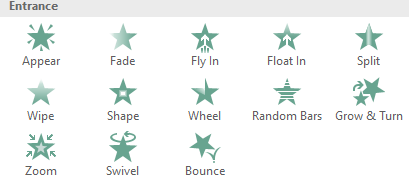 Entrance
Appear Fade Fly In Float In Split
Wipe Shape Wheel Random Bars Grow & Turn
Zoom Swivel Bounce